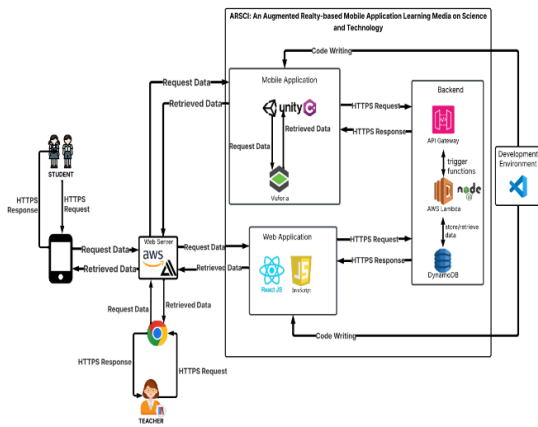 ARSCI: An Augmented Realty-based Mobile Application Learning Media on Science
and Technology
Code Writing
Mobile Application
unity
Request Data
Retrieved Data
Vuforia
Request Data
Retrieved Data
HTTPS Request
HTTPS Response
Backend
API Gateway
trigger
functions
AWS Lambda
node
store/retrieve
data
DynamoDB
Development
Environment
STUDENT
HTTPS
Response
HTTPS
Request
Request Data
Retrieved Data
Web Server
aws
Request Data
Retrieved Data
Web Application
React JS
JS
JavaScript
HTTPS Request
HTTPS Response
Code Writing
Request Data
Retrieved Data
HTTPS Response
HTTPS Request
TEACHER